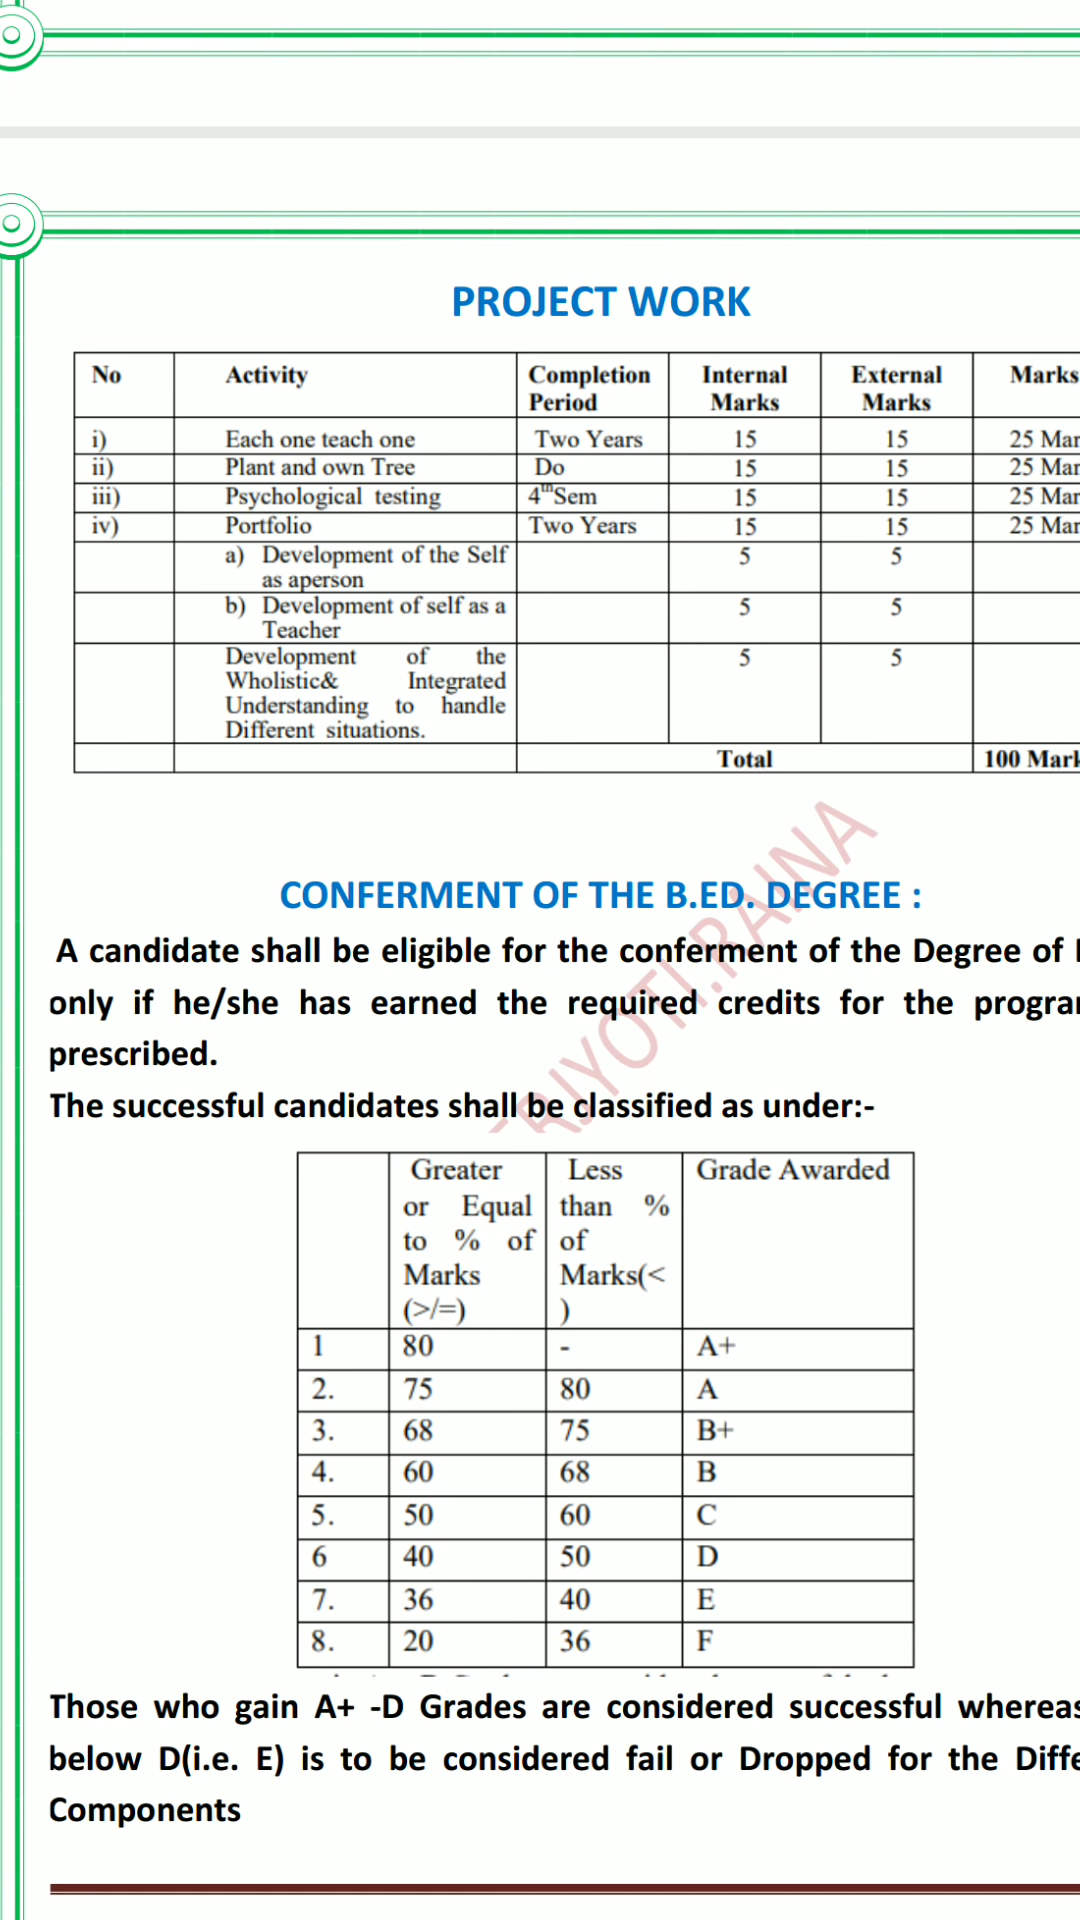 PROJECT WORK
No Activity Completion Period Internal Marks External Marks Marks
i) Each one teach one Two Years 15 15 25 Mar
ii) Plant and own Tree Do 15 15 25 Mar
iii) Psychological testing 4th Sem 15 15 25 Mar
iv) Portfolio Two Years 15 15 25 Mar
a) Development of the Self as aperson 5 5
b) Development of self as a Teacher 5 5
Development of the Wholistic& Integrated Understanding to handle Different situations. 5 5
Total 100 Mark
CONFERMENT OF THE B.ED. DEGREE :
A candidate shall be eligible for the conferment of the Degree of
only if he/she has earned the required credits for the progra
prescribed.
The successful candidates shall be classified as under:-
Greater or Equal to % of Marks (>/=) Less than % of Marks(< ) Grade Awarded
1 80 - A+
2. 75 80 A
3. 68 75 B+
4. 60 68 B
5. 50 60 C
6 40 50 D
7. 36 40 E
8. 20 36 F
Those who gain A+ -D Grades are considered successful whereas
below D(i.e. E) is to be considered fail or Dropped for the Diffe
Components
JYOTI.RAINA